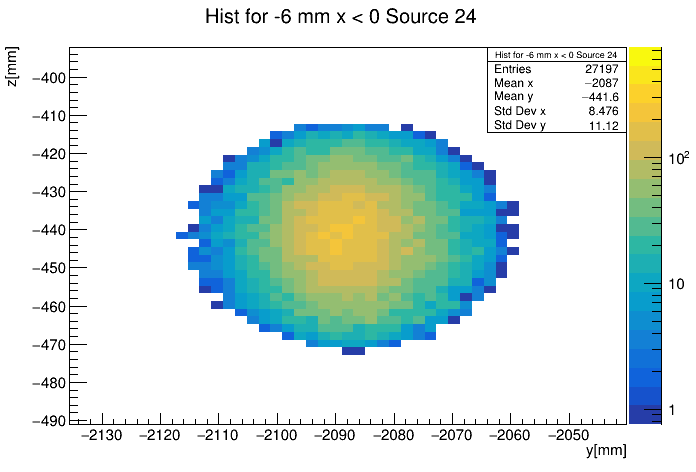 Hist for -6 mm x < 0 Source 24
z[mm]
Hist for -6 mm x < 0 Source 24
Entries 27197
Mean x −2087
Mean y −441.6
Std Dev x 8.476
Std Dev y 11.12
−400
−410
−420
−430
−440
−450
−460
−470
−480
−490
10²
10
1
−2130 −2120 −2110 −2100 −2090 −2080 −2070 −2060 −2050
y[mm]